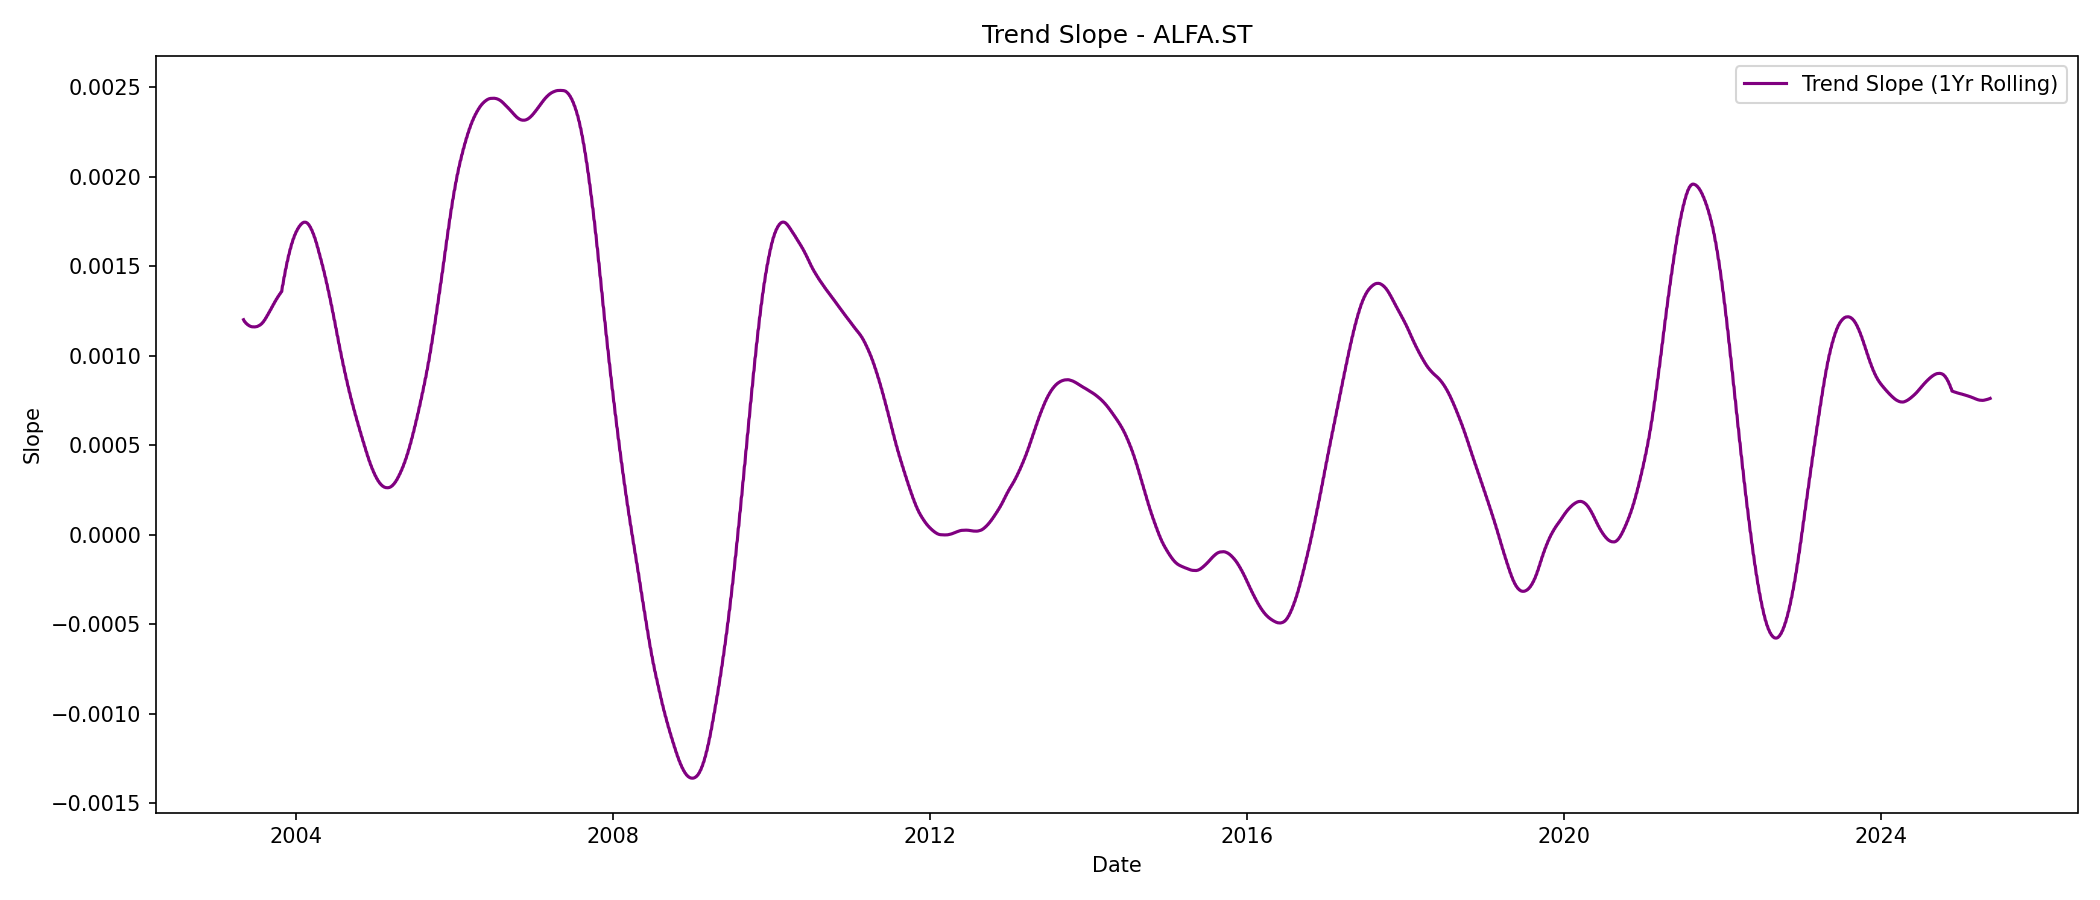 Trend Slope - ALFA.ST
Trend Slope (1Yr Rolling)
0.0025
0.0020
0.0015
0.0010
0.0005
0.0000
−0.0005
−0.0010
−0.0015
Slope
2004 2008 2012 2016 2020 2024
Date